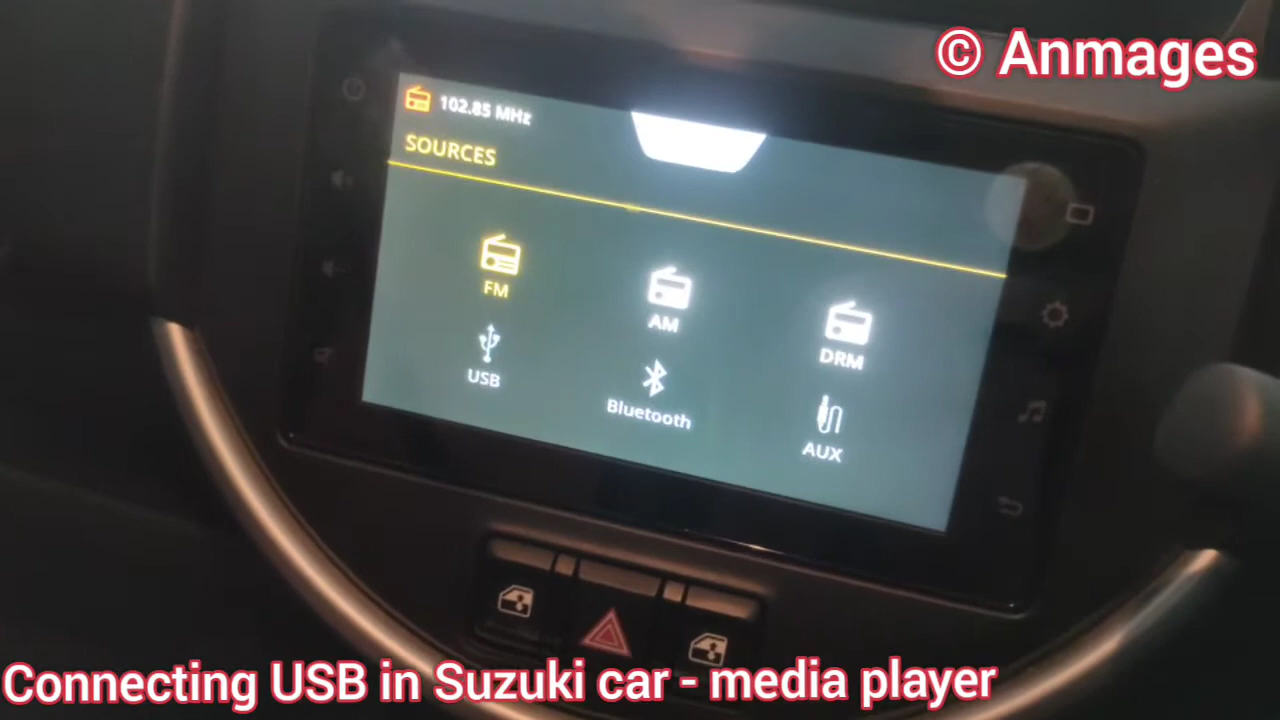 © Anmages
102.85 MHz
SOURCES
FM
AM
DRM
USB
Bluetooth
AUX
Connecting USB in Suzuki car - media player